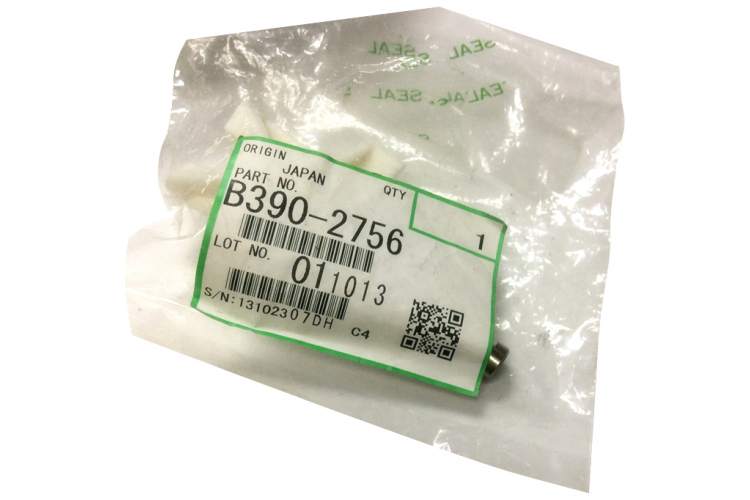 SEAL SEAL
SEAL & SEAL
ORIGIN
JAPAN
PART NO.
QTY
B390-2756
1
LOT NO.
011013
S/N:13102307DH
C4